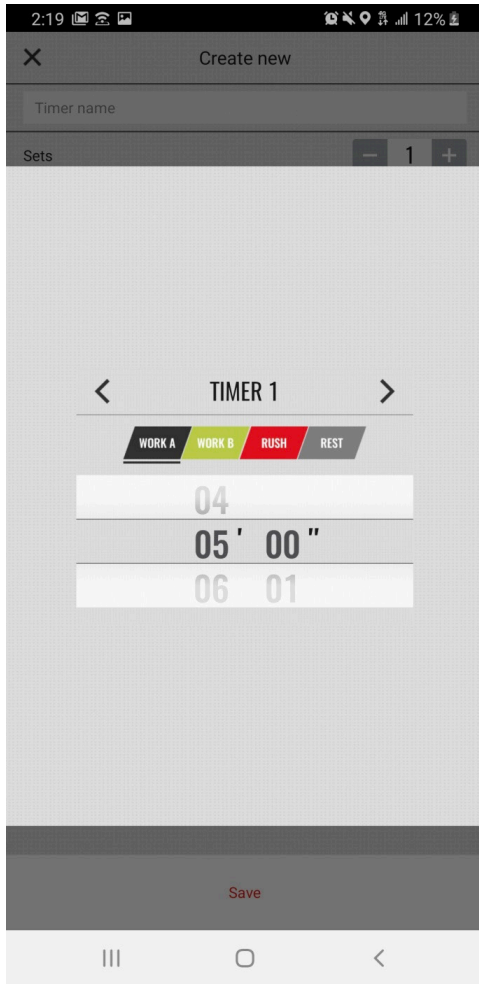 2:19 12%
Create new
Timer name
Sets 1
TIMER 1
WORK A WORK B RUSH REST
04
05 ' 00 "
06 01
Save